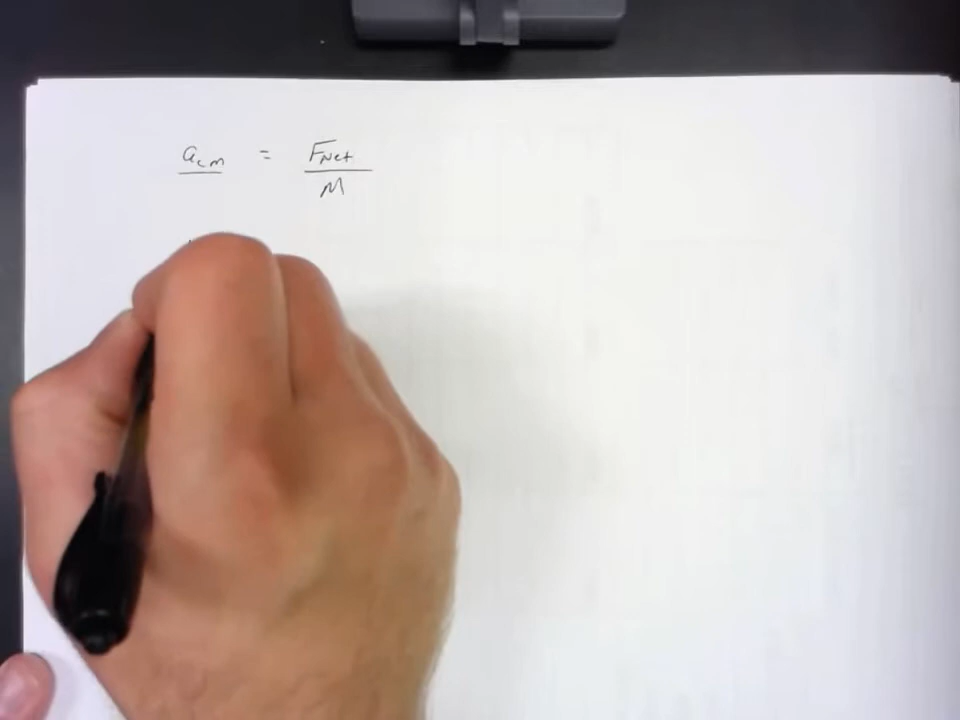 a_cm = F_Net / M